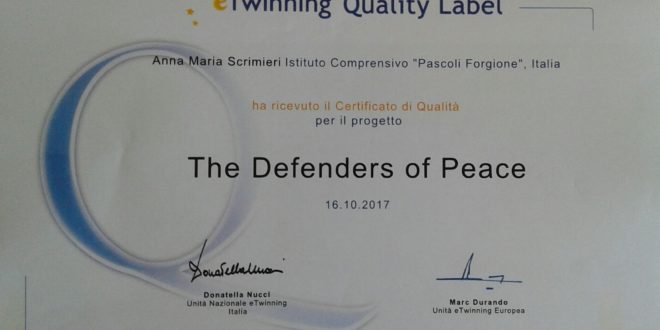 eTwinning Quality Label
Anna Maria Scrimieri Istituto Comprensivo "Pascoli Forgione", Italia
ha ricevuto il Certificato di Qualità
per il progetto
The Defenders of Peace
16.10.2017
Donatella Nucci
Unità Nazionale eTwinning
Italia
Marc Durando
Unità eTwinning Europea